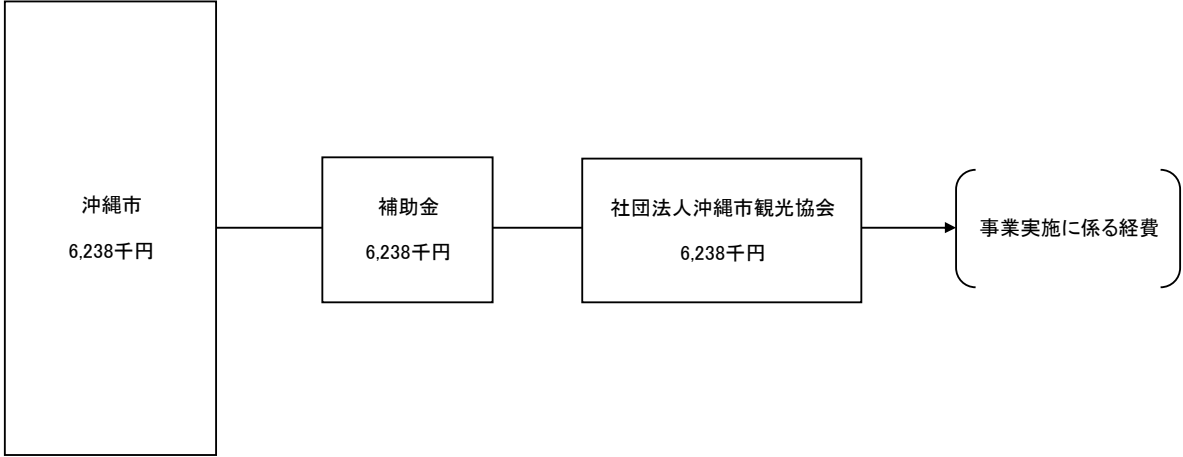 沖縄市
6,238千円
補助金
6,238千円
社団法人沖縄市観光協会
6,238千円
事業実施に係る経費